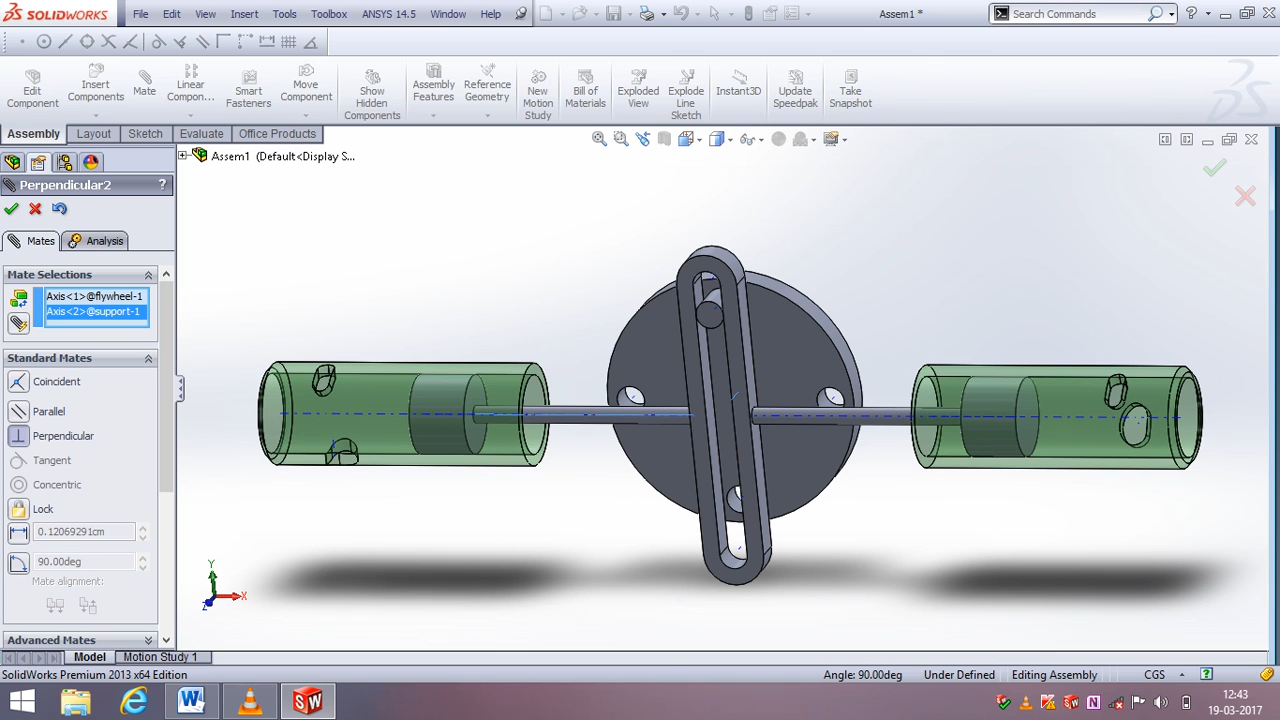 SOLIDWORKS File Edit View Insert Tools Toolbox ANSYS 14.5 Window Help Assem1 * Search Commands
Edit Component
Insert Components
Mate
Linear Compon...
Smart Fasteners
Move Component
Show Hidden Components
Assembly Features
Reference Geometry
New Motion Study
Bill of Materials
Exploded View
Explode Line Sketch
Instant3D
Update Speedpak
Take Snapshot
Assembly Layout Sketch Evaluate Office Products
Assem1 (Default<Display S...
Perpendicular2 ?
Mates Analysis
Mate Selections
Axis<1>@flywheel-1
Axis<2>@support-1
Standard Mates
Coincident
Parallel
Perpendicular
Tangent
Concentric
Lock
0.12069291cm
90.00deg
Mate alignment:
Advanced Mates
Y
X
Z
Model Motion Study 1
SolidWorks Premium 2013 x64 Edition Angle: 90.00deg Under Defined Editing Assembly CGS
12:43
19-03-2017